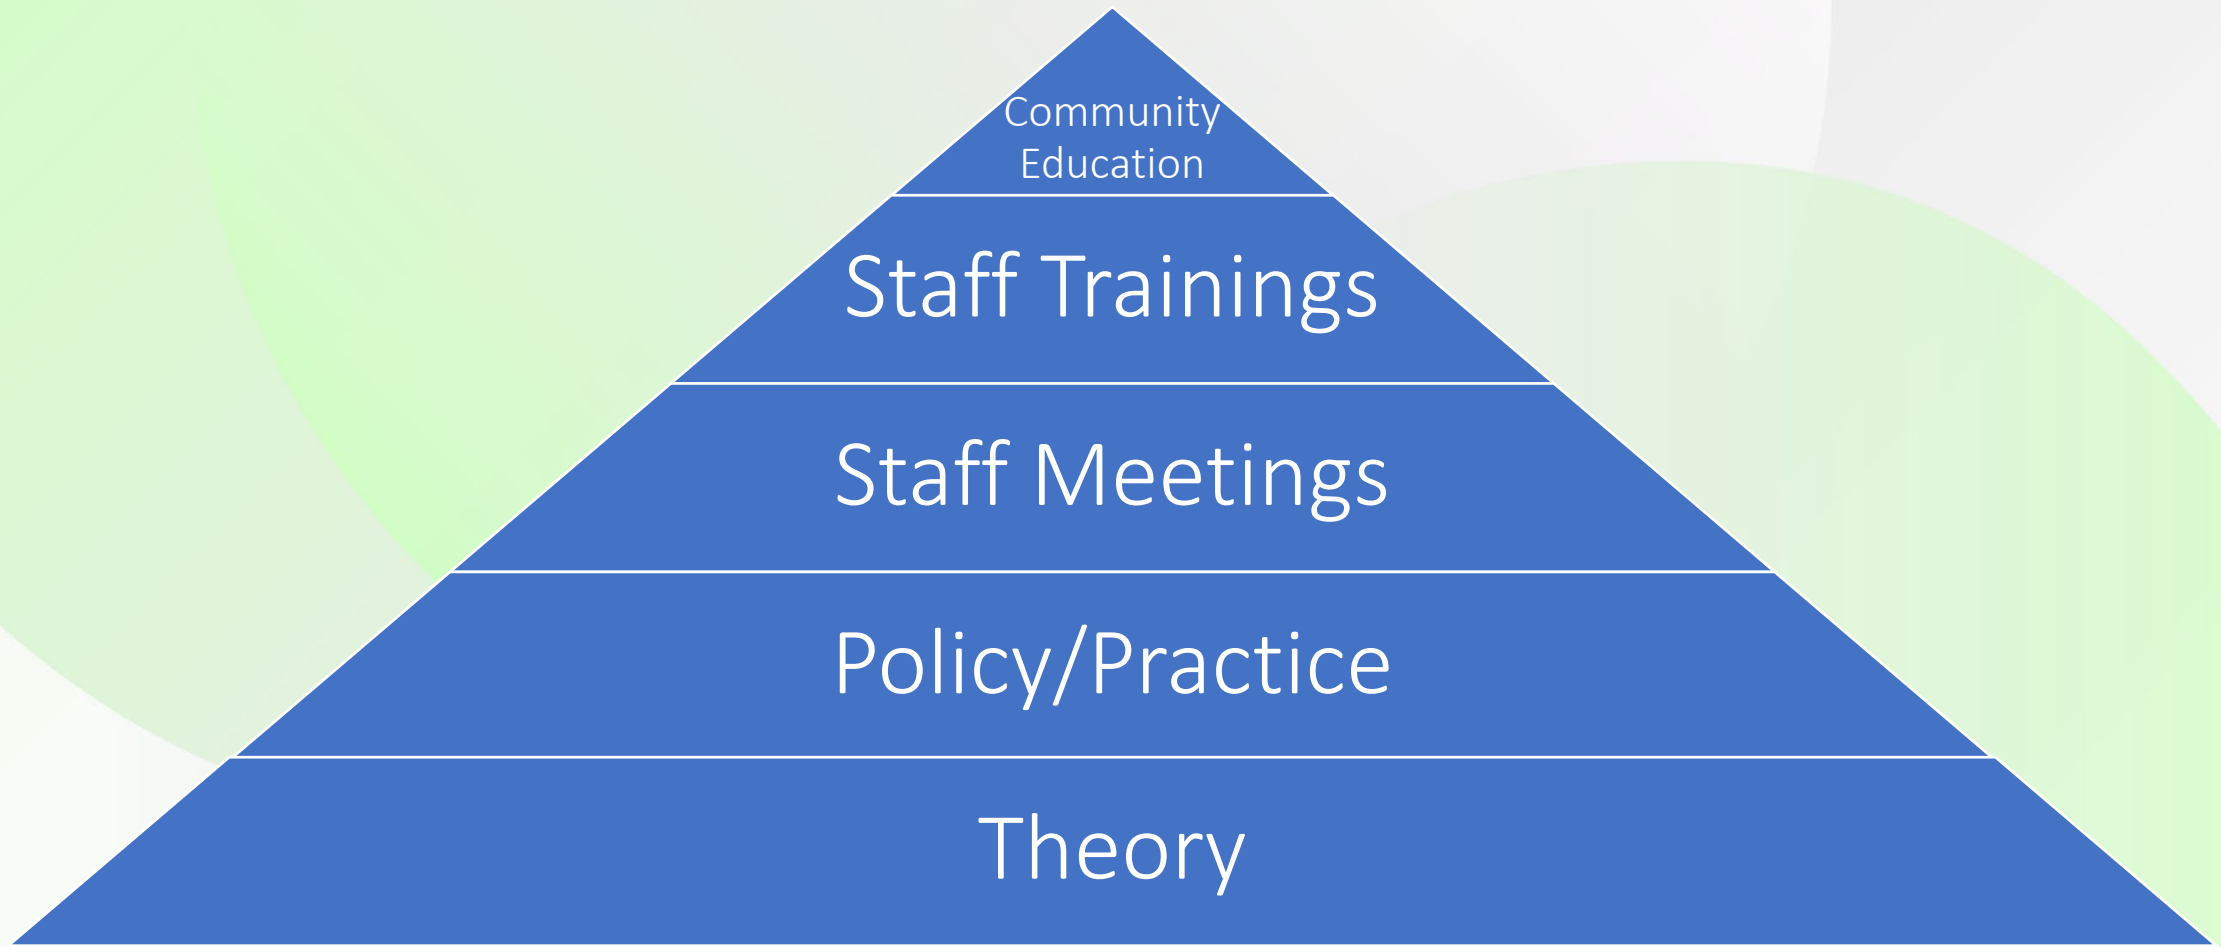 Community
Education
Staff Trainings
Staff Meetings
Policy/Practice
Theory